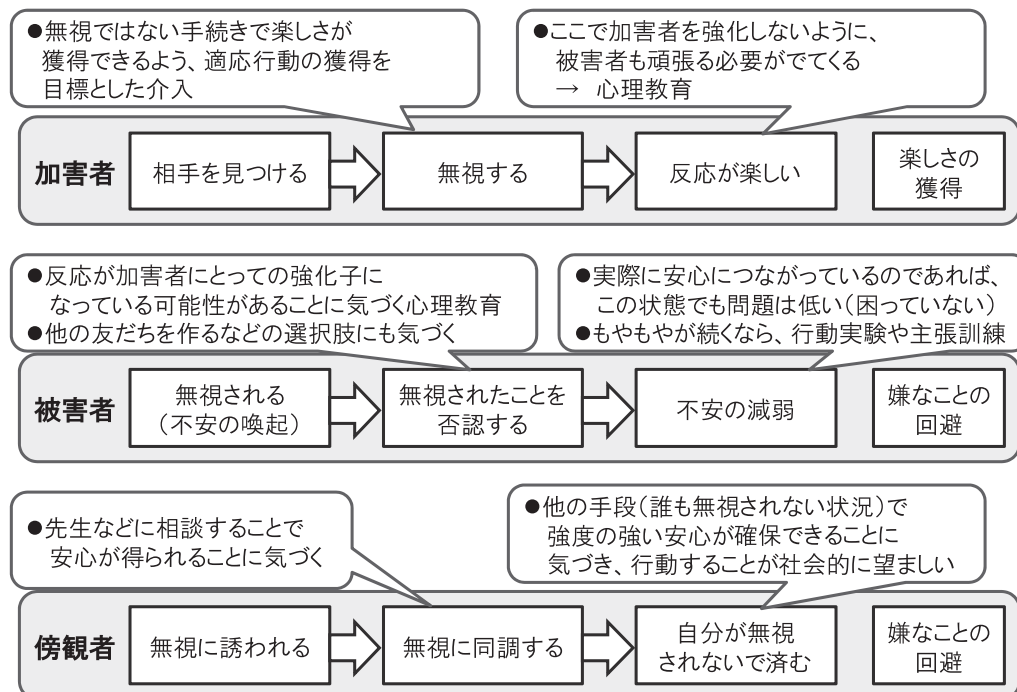 ●無視ではない手続きで楽しさが
獲得できるよう、適応行動の獲得を
目標とした介入
●ここで加害者を強化しないように、
被害者も頑張る必要がでてくる
→ 心理教育
加害者
相手を見つける
無視する
反応が楽しい
楽しさの
獲得
●反応が加害者にとっての強化子に
なっている可能性があることに気づく心理教育
●他の友だちを作るなどの選択肢にも気づく
●実際に安心につながっているのであれば、
この状態でも問題は低い(困っていない)
●もやもやが続くなら、行動実験や主張訓練
被害者
無視される
(不安の喚起)
無視されたことを
否認する
不安の減弱
嫌なことの
回避
●先生などに相談することで
安心が得られることに気づく
●他の手段(誰も無視されない状況)で
強度の強い安心が確保できることに
気づき、行動することが社会的に望ましい
傍観者
無視に誘われる
無視に同調する
自分が無視
されないで済む
嫌なことの
回避